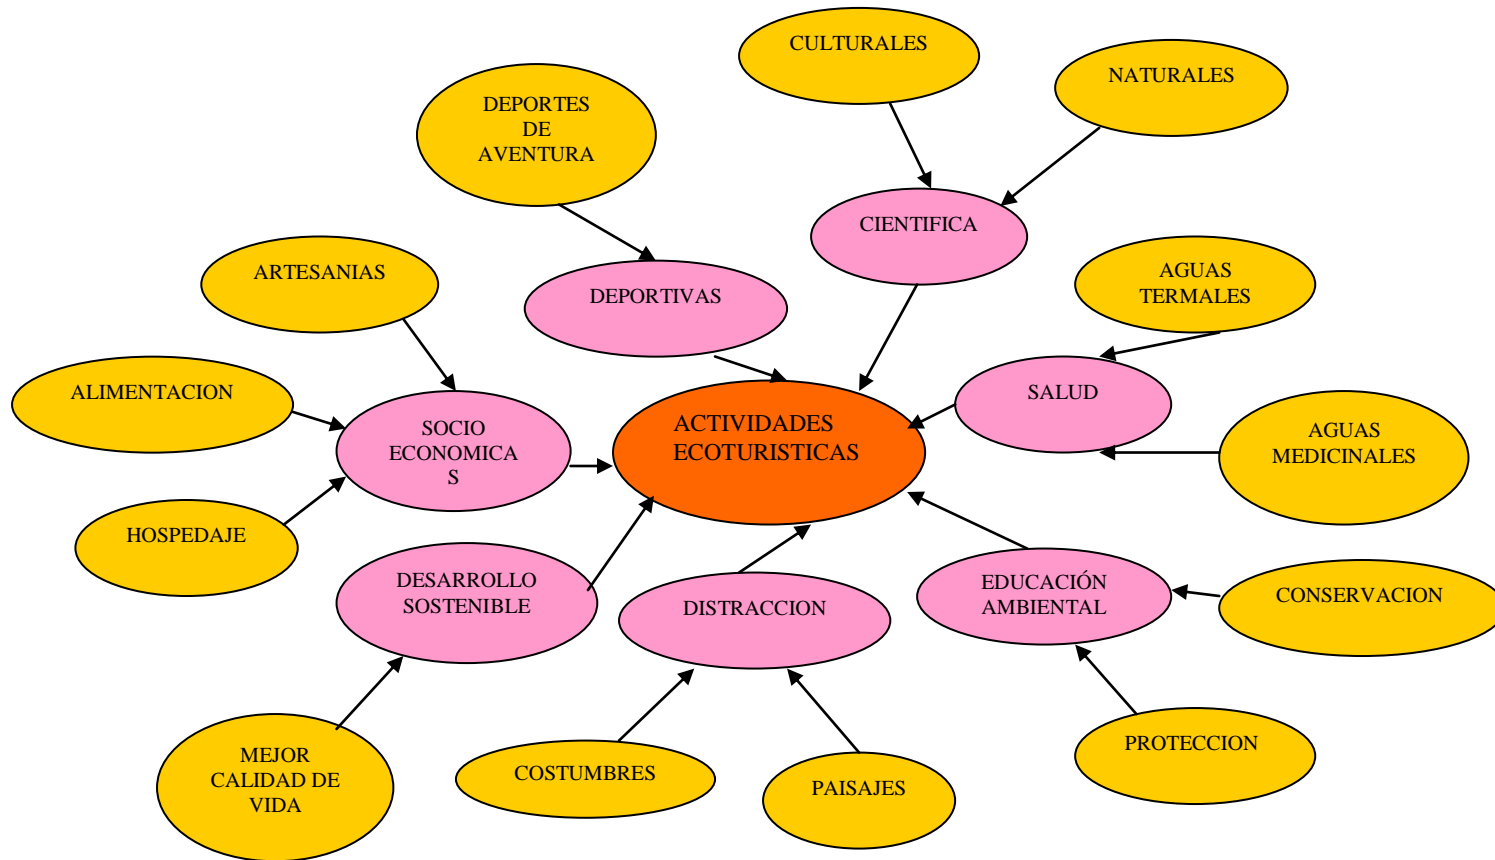 CULTURALES
NATURALES
DEPORTES
DE
AVENTURA
CIENTIFICA
ARTESANIAS
DEPORTIVAS
AGUAS
TERMALES
ALIMENTACION
SALUD
SOCIO
ECONOMICA
S
ACTIVIDADES
ECOTURISTICAS
AGUAS
MEDICINALES
HOSPEDAJE
DESARROLLO
SOSTENIBLE
DISTRACCION
EDUCACIÓN
AMBIENTAL
CONSERVACION
MEJOR
CALIDAD DE
VIDA
COSTUMBRES
PAISAJES
PROTECCION